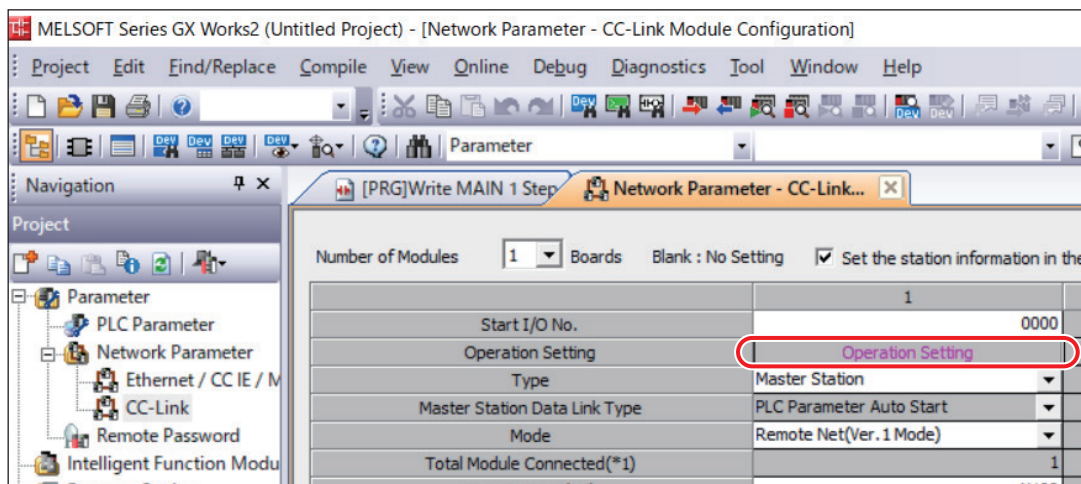 MELSOFT Series GX Works2 (Untitled Project) - [Network Parameter - CC-Link Module Configuration]
Project Edit Find/Replace Compile View Online Debug Diagnostics Tool Window Help
Parameter
Navigation
[PRG]Write MAIN 1 Step
Network Parameter - CC-Link...
Project
Number of Modules 1 Boards Blank : No Setting Set the station information in the
1
Parameter
PLC Parameter
Network Parameter
Ethernet / CC IE / M
CC-Link
Remote Password
Intelligent Function Modu
Start I/O No. 0000
Operation Setting Operation Setting
Type Master Station
Master Station Data Link Type PLC Parameter Auto Start
Mode Remote Net(Ver.1 Mode)
Total Module Connected(*1) 1